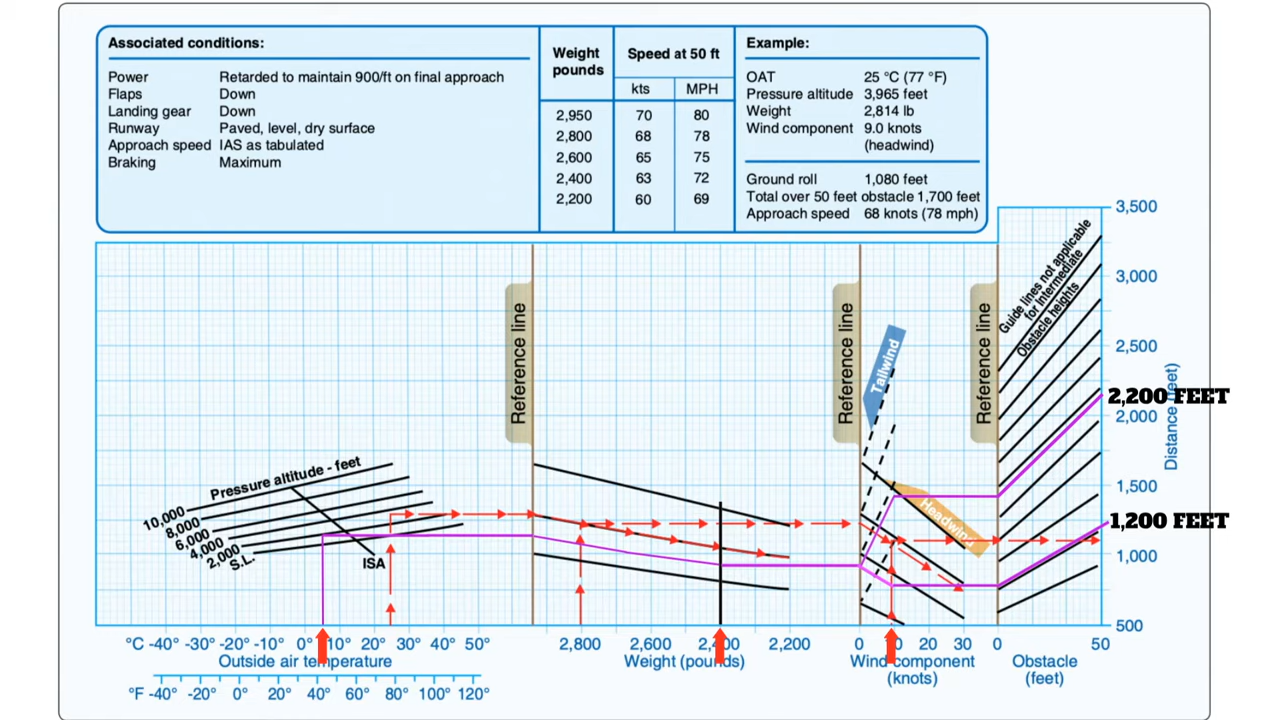 Associated conditions:
Power Retarded to maintain 900/ft on final approach
Flaps Down
Landing gear Down
Runway Paved, level, dry surface
Approach speed IAS as tabulated
Braking Maximum
Weight pounds
Speed at 50 ft
kts MPH
2,950 70 80
2,800 68 78
2,600 65 75
2,400 63 72
2,200 60 69
Example:
OAT 25 °C (77 °F)
Pressure altitude 3,965 feet
Weight 2,814 lb
Wind component 9.0 knots
(headwind)
Ground roll 1,080 feet
Total over 50 feet obstacle 1,700 feet
Approach speed 68 knots (78 mph)
Reference line
Reference line
Reference line
Tailwind
Headwind
Guide lines not applicable
for Intermediate
Obstacle heights
Pressure altitude - feet
10,000
8,000
6,000
4,000
2,000
S.L.
ISA
3,500
3,000
2,500
2,200 FEET
2,000
1,500
1,200 FEET
1,000
500
Distance (feet)
°C -40° -30° -20° -10° 0° 10° 20° 30° 40° 50°
Outside air temperature
°F -40° -20° 0° 20° 40° 60° 80° 100° 120°
2,800 2,600 2,400 2,200
Weight (pounds)
0 20 30
Wind component
(knots)
0 50
Obstacle
(feet)